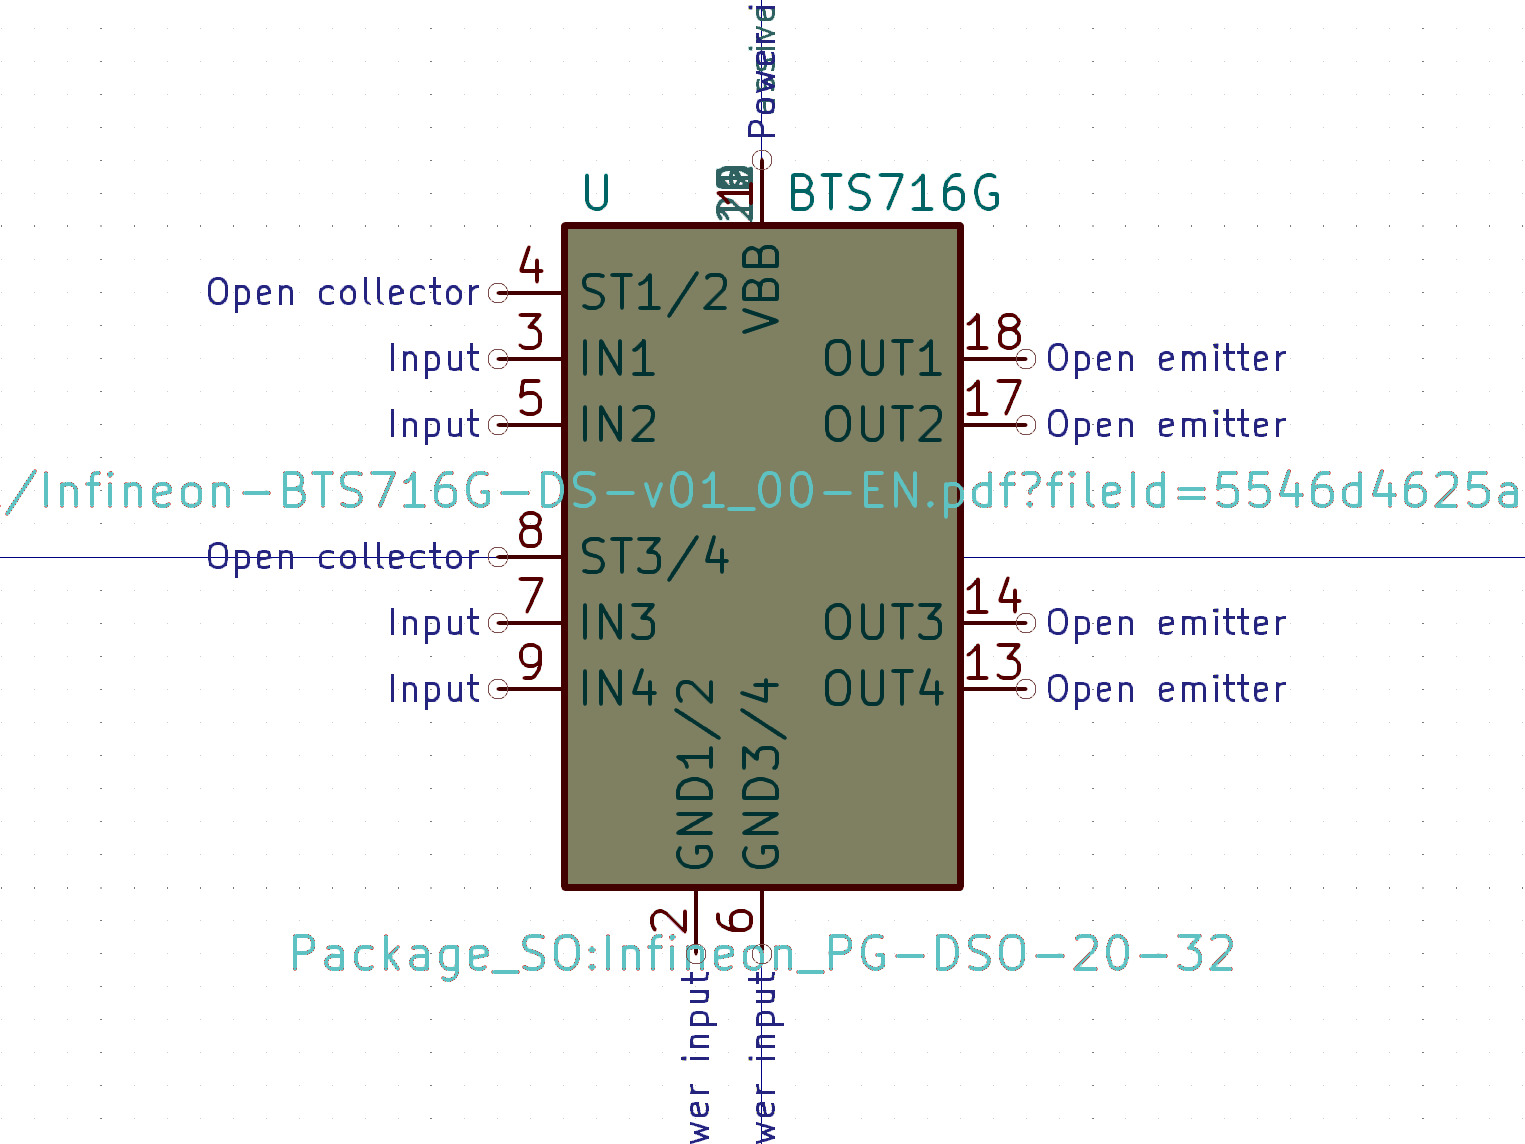 Power
U
BTS716G
VBB
4
Open collector
ST1/2
3
Input
IN1
5
Input
IN2
18
OUT1
Open emitter
17
OUT2
Open emitter
/Infineon-BTS716G-DS-v01_00-EN.pdf?fileId=5546d4625a
8
Open collector
ST3/4
7
Input
IN3
9
Input
IN4
14
OUT3
Open emitter
13
OUT4
Open emitter
GND1/2
GND3/4
2
6
Package_SO:Infineon_PG-DSO-20-32
wer input
wer input